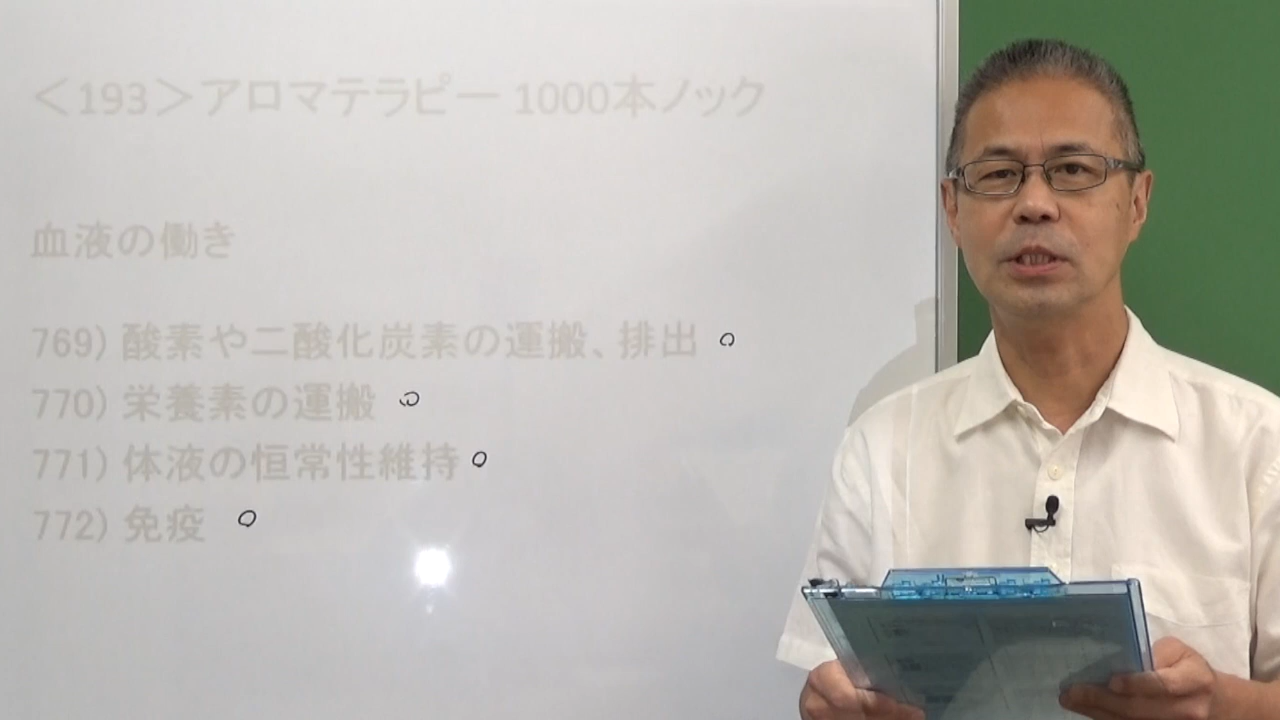 ＜193＞アロマテラピー 1000本ノック
血液の働き
769) 酸素や二酸化炭素の運搬、排出 ○
770) 栄養素の運搬 ○
771) 体液の恒常性維持 ○
772) 免疫 ○